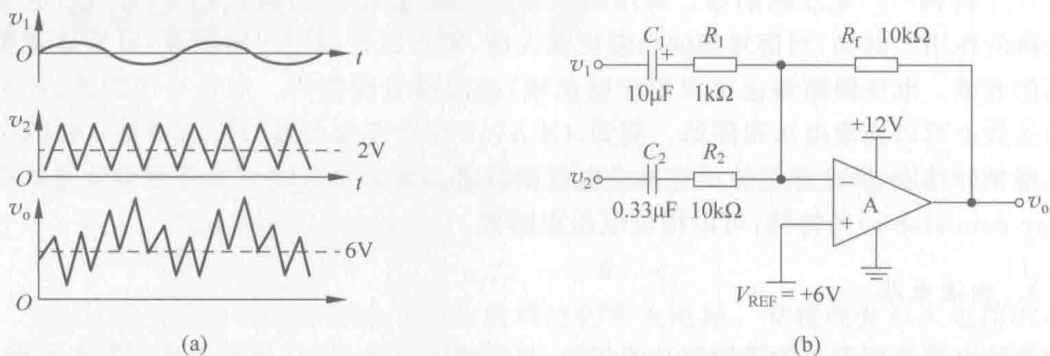 v₁
O
t
v₂
2V
O
t
vₒ
6V
O
t
(a)
C₁ R₁ R_f 10kΩ
v₁ +
10μF 1kΩ
+12V
C₂ R₂
v₂ −
0.33μF 10kΩ
A
+
vₒ
V_REF = +6V
(b)